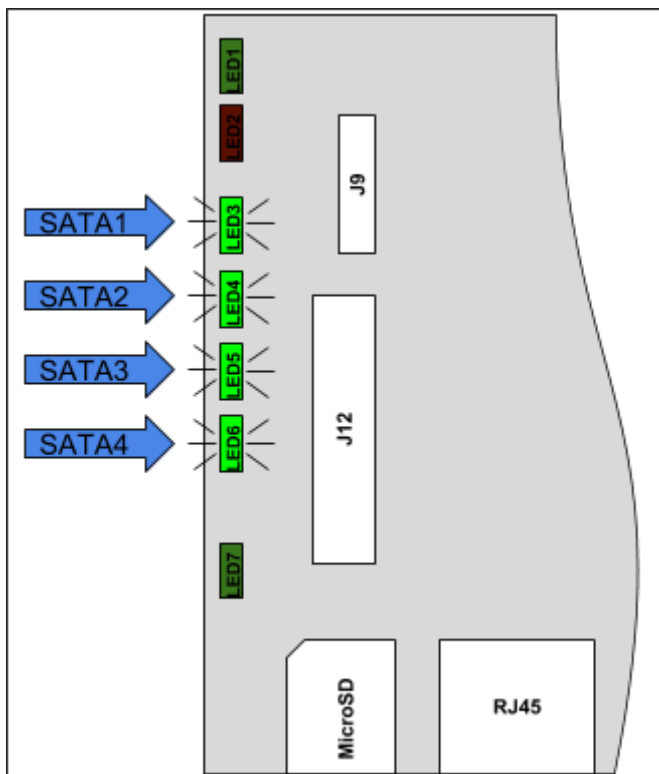 LED1
LED2
SATA1
LED3
J9
SATA2
LED4
SATA3
LED5
J12
SATA4
LED6
LED7
MicroSD
RJ45